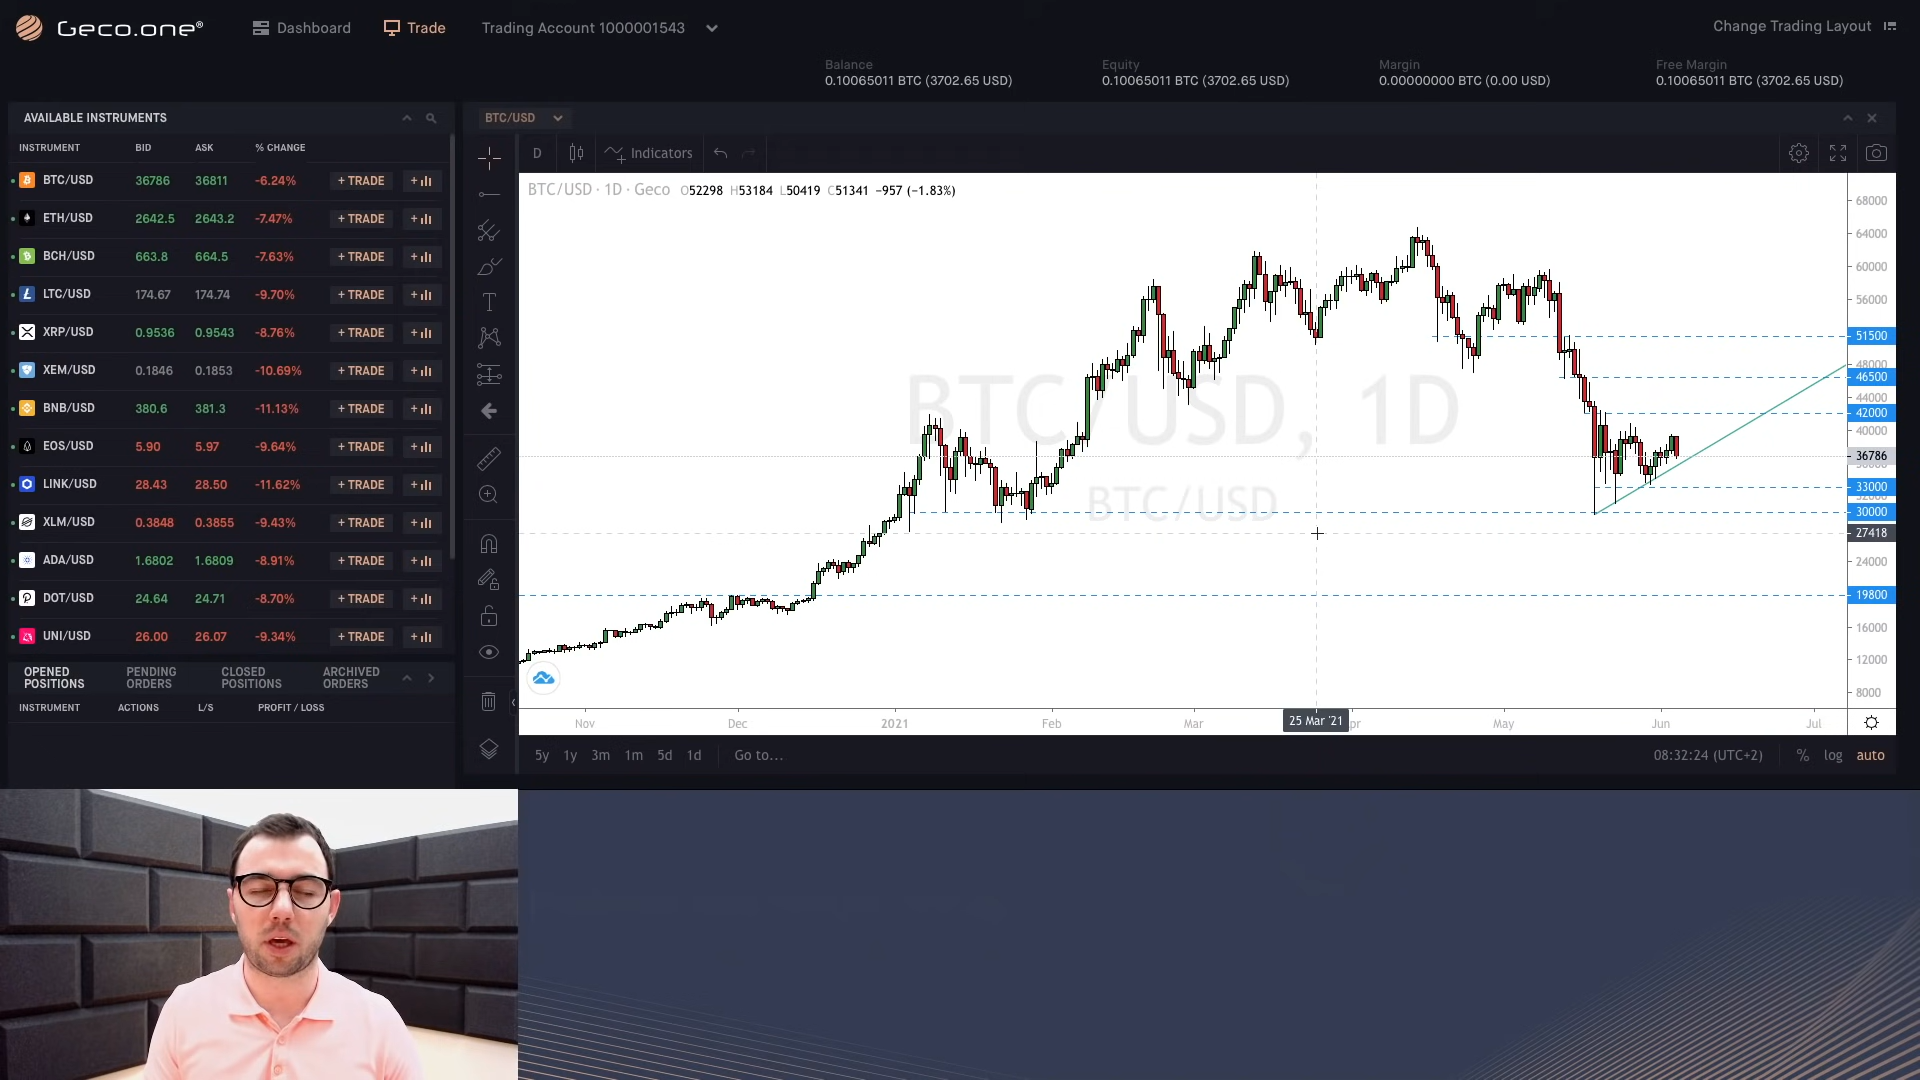 Geco.one®
Dashboard
Trade
Trading Account 1000001543
Change Trading Layout
Balance
0.10065011 BTC (3702.65 USD)
Equity
0.10065011 BTC (3702.65 USD)
Margin
0.00000000 BTC (0.00 USD)
Free Margin
0.10065011 BTC (3702.65 USD)
AVAILABLE INSTRUMENTS
INSTRUMENT BID ASK % CHANGE
BTC/USD 36786 36811 -6.24% + TRADE +
ETH/USD 2642.5 2643.2 -7.47% + TRADE +
BCH/USD 663.8 664.5 -7.63% + TRADE +
LTC/USD 174.67 174.74 -9.70% + TRADE +
XRP/USD 0.9536 0.9543 -8.76% + TRADE +
XEM/USD 0.1846 0.1853 -10.69% + TRADE +
BNB/USD 380.6 381.3 -11.13% + TRADE +
EOS/USD 5.90 5.97 -9.64% + TRADE +
LINK/USD 28.43 28.50 -11.62% + TRADE +
XLM/USD 0.3848 0.3855 -9.43% + TRADE +
ADA/USD 1.6802 1.6809 -8.91% + TRADE +
DOT/USD 24.64 24.71 -8.70% + TRADE +
UNI/USD 26.00 26.07 -9.34% + TRADE +
OPENED POSITIONS
PENDING ORDERS
CLOSED POSITIONS
ARCHIVED ORDERS
INSTRUMENT ACTIONS L/S PROFIT / LOSS
BTC/USD
D
Indicators
BTC/USD · 1D · Geco O52298 H53184 L50419 C51341 −957 (−1.83%)
BTC/USD, 1D
BTC/USD
68000
64000
60000
56000
51500
48000
46500
44000
42000
40000
36786
33000
30000
27418
24000
19800
16000
12000
8000
Nov Dec 2021 Feb Mar 25 Mar '21 pr May Jun Jul
5y 1y 3m 1m 5d 1d Go to...
08:32:24 (UTC+2) % log auto